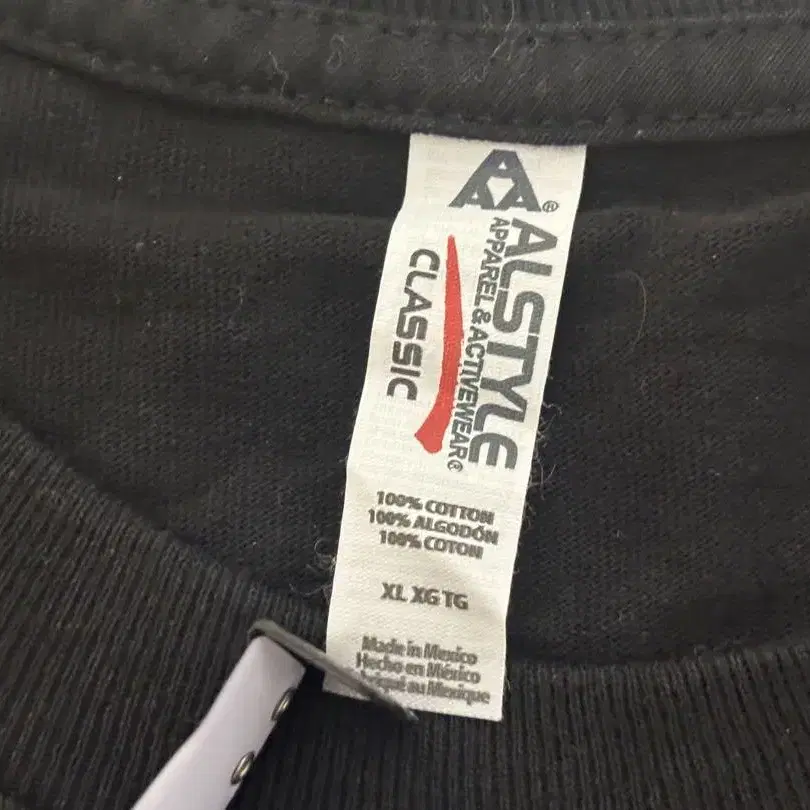 AAA®
ALSTYLE
APPAREL & ACTIVEWEAR®
CLASSIC
100% COTTON
100% ALGODÓN
100% COTON
XL XG TG
Made in Mexico
Hecho en México
au Mexique